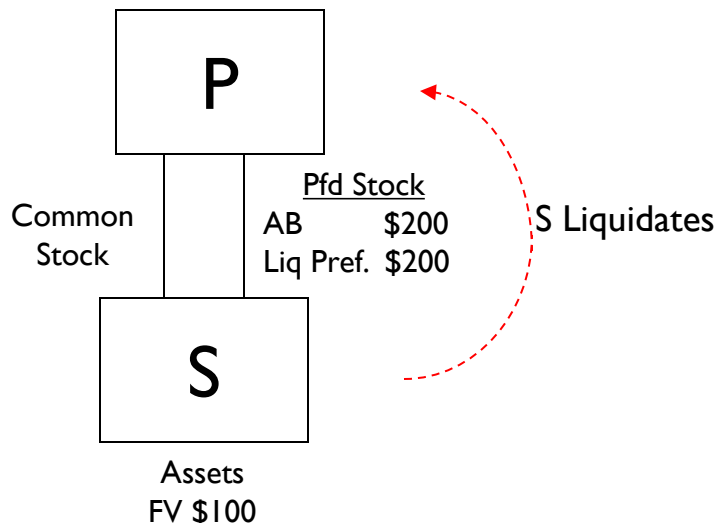 P
Pfd Stock
Common
Stock
AB $200
Liq Pref. $200
S Liquidates
S
Assets
FV $100